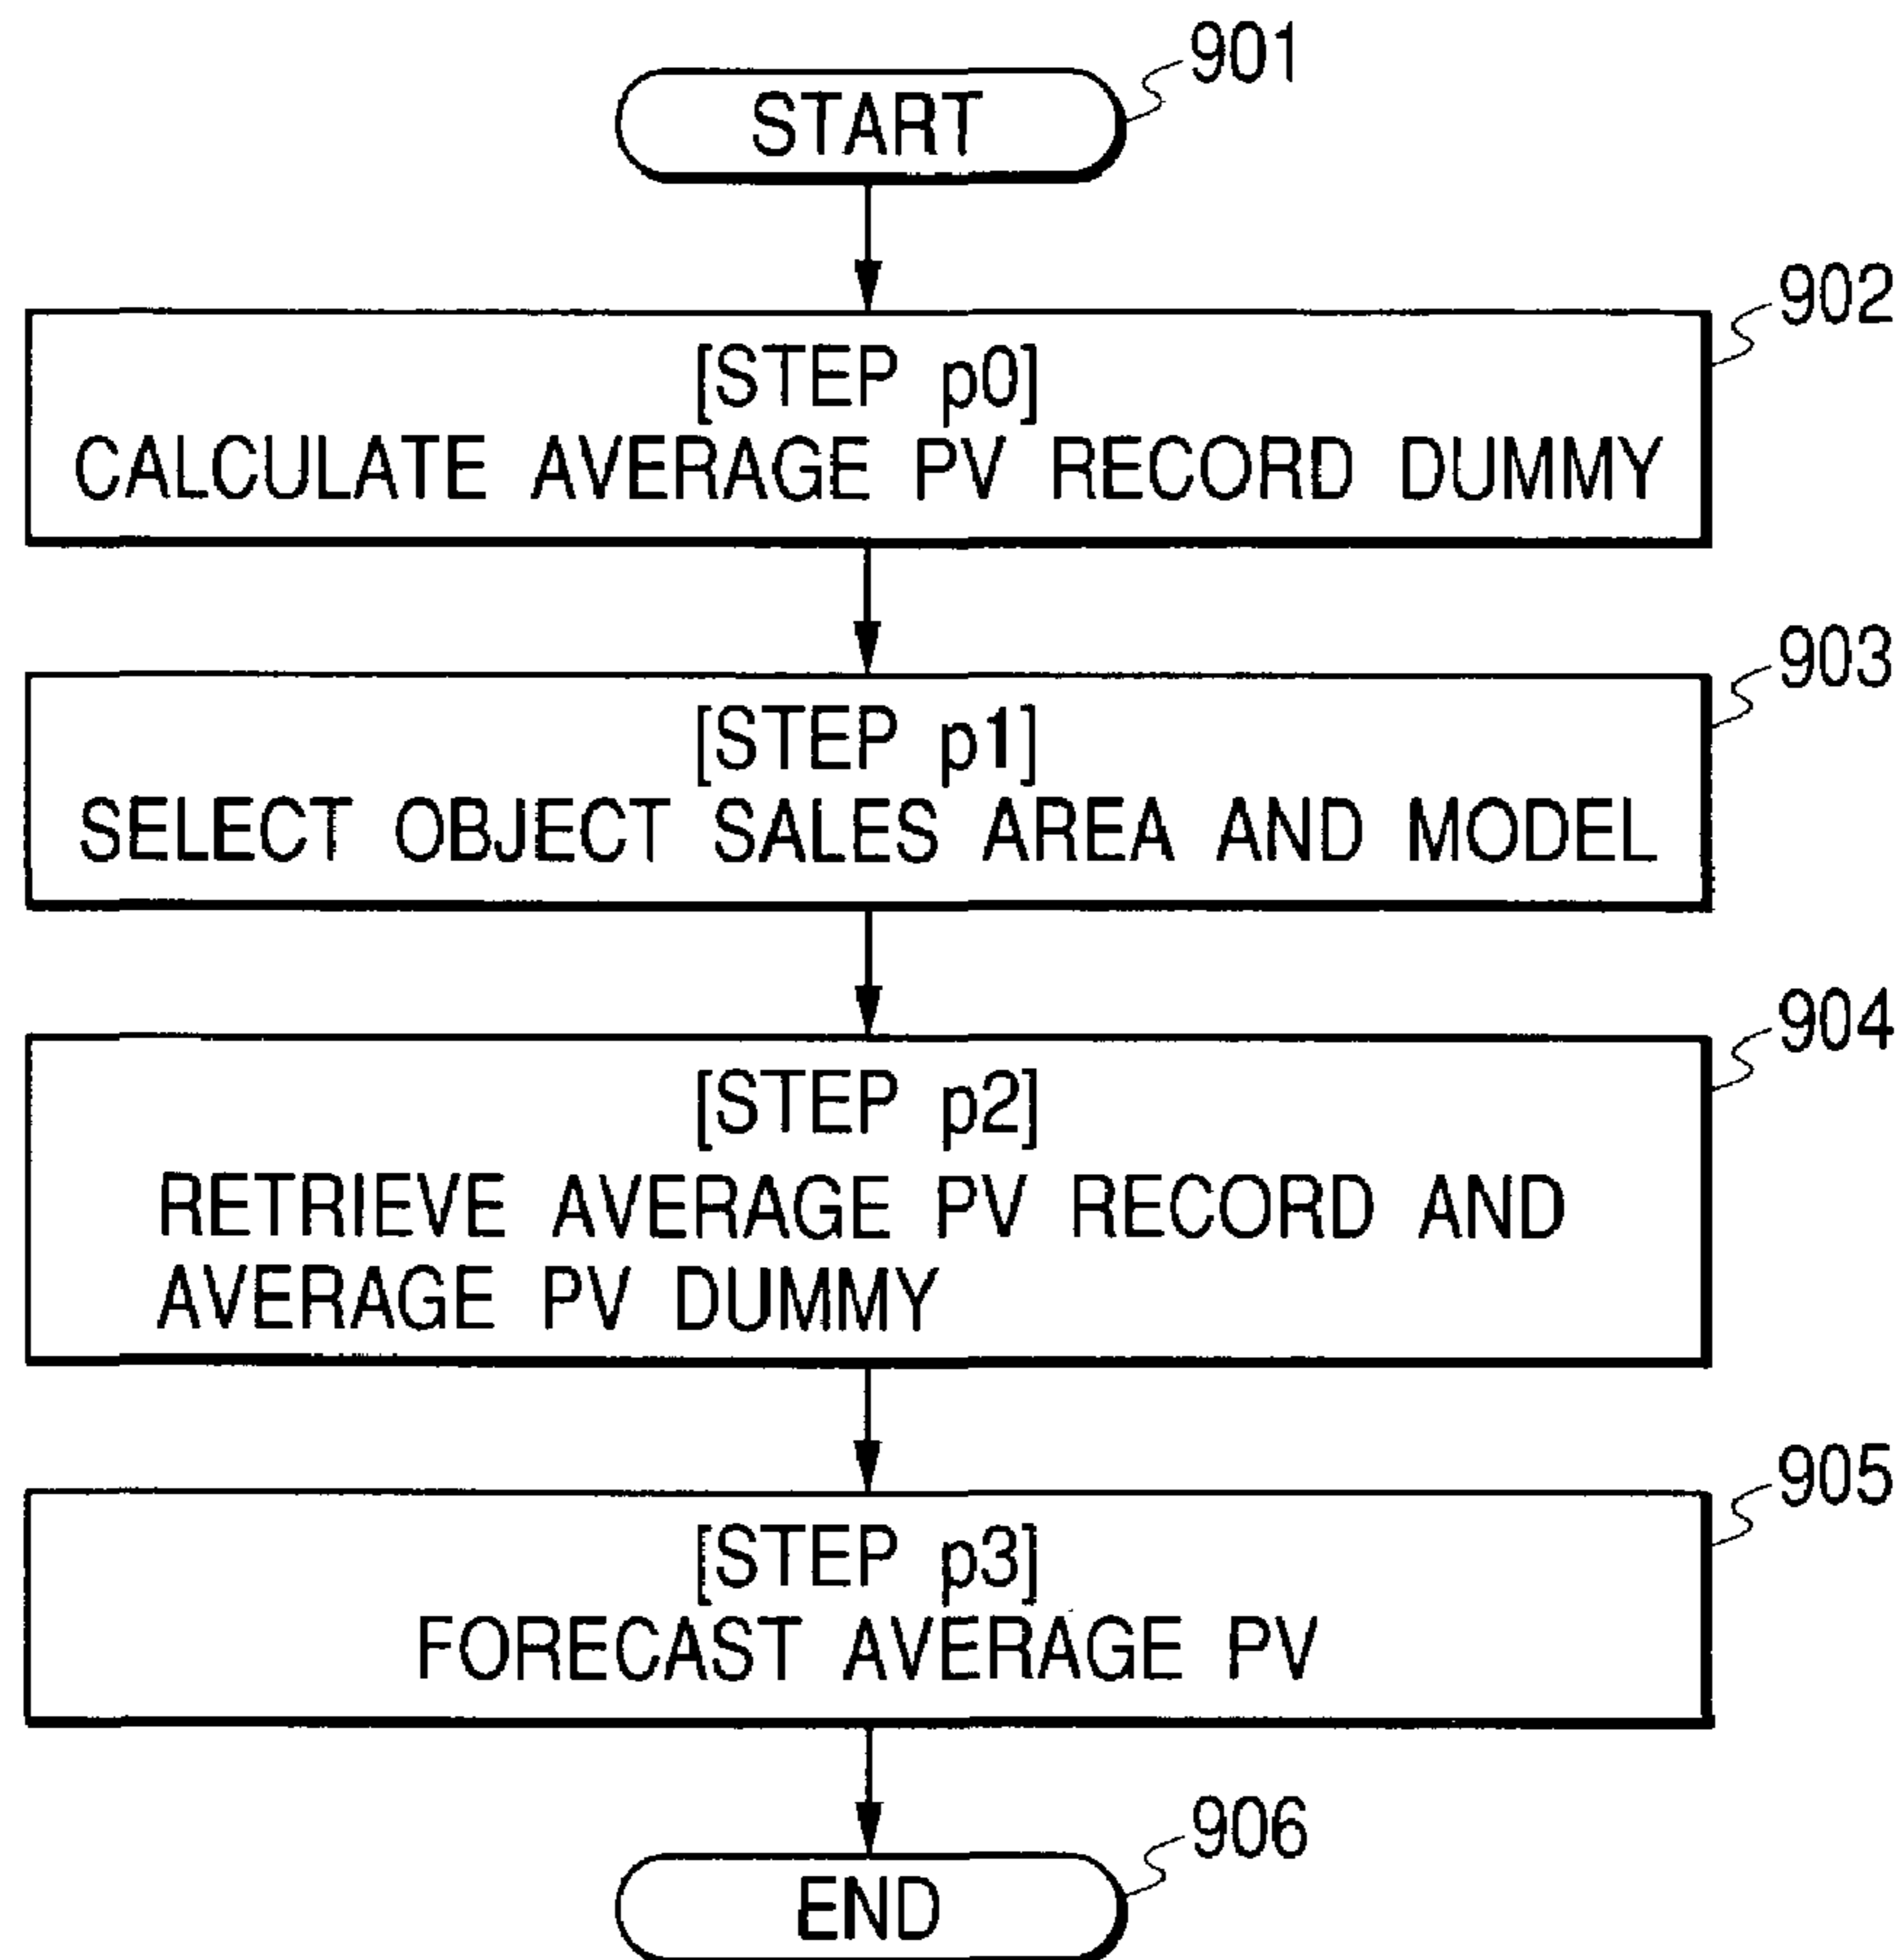 901
START
902
[STEP p0]
CALCULATE AVERAGE PV RECORD DUMMY
903
[STEP p1]
SELECT OBJECT SALES AREA AND MODEL
904
[STEP p2]
RETRIEVE AVERAGE PV RECORD AND
AVERAGE PV DUMMY
905
[STEP p3]
FORECAST AVERAGE PV
906
END